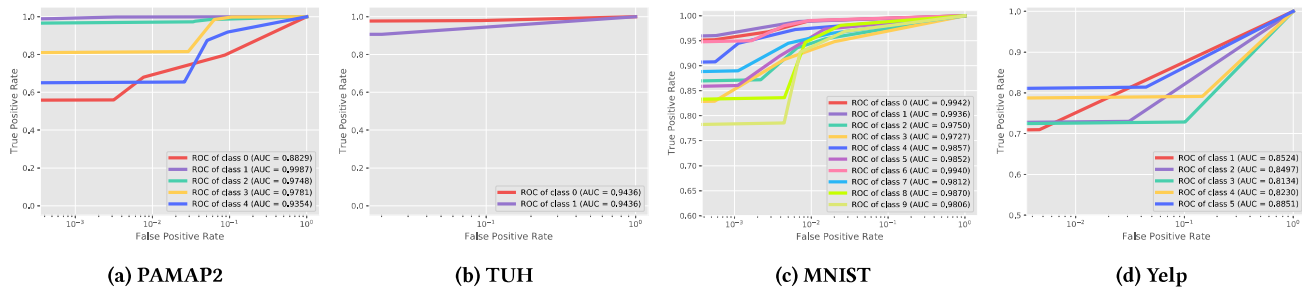 True Positive Rate
1.0
0.8
0.6
0.4
0.2
0.0
ROC of class 0 (AUC = 0.8829)
ROC of class 1 (AUC = 0.9987)
ROC of class 2 (AUC = 0.9748)
ROC of class 3 (AUC = 0.9781)
ROC of class 4 (AUC = 0.9354)
10⁻³
10⁻²
10⁻¹
10⁰
False Positive Rate
(a) PAMAP2
True Positive Rate
1.0
0.8
0.6
0.4
0.2
0.0
ROC of class 0 (AUC = 0,9436)
ROC of class 1 (AUC = 0,9436)
10⁻¹
10⁰
False Positive Rate
(b) TUH
True Positive Rate
1.00
0.95
0.90
0.85
0.80
0.75
0.70
0.65
0.60
ROC of class 0 (AUC = 0.9942)
ROC of class 1 (AUC = 0.9936)
ROC of class 2 (AUC = 0.9750)
ROC of class 3 (AUC = 0.9727)
ROC of class 4 (AUC = 0.9857)
ROC of class 5 (AUC = 0.9852)
ROC of class 6 (AUC = 0.9940)
ROC of class 7 (AUC = 0.9812)
ROC of class 8 (AUC = 0.9870)
ROC of class 9 (AUC = 0.9806)
10⁻³
10⁻²
10⁻¹
10⁰
False Positive Rate
(c) MNIST
True Positive Rate
1.0
0.9
0.8
0.7
0.6
0.5
ROC of class 1 (AUC = 0.8524)
ROC of class 2 (AUC = 0.8497)
ROC of class 3 (AUC = 0.8134)
ROC of class 4 (AUC = 0.8230)
ROC of class 5 (AUC = 0.8851)
10⁻²
10⁻¹
10⁰
False Positive Rate
(d) Yelp